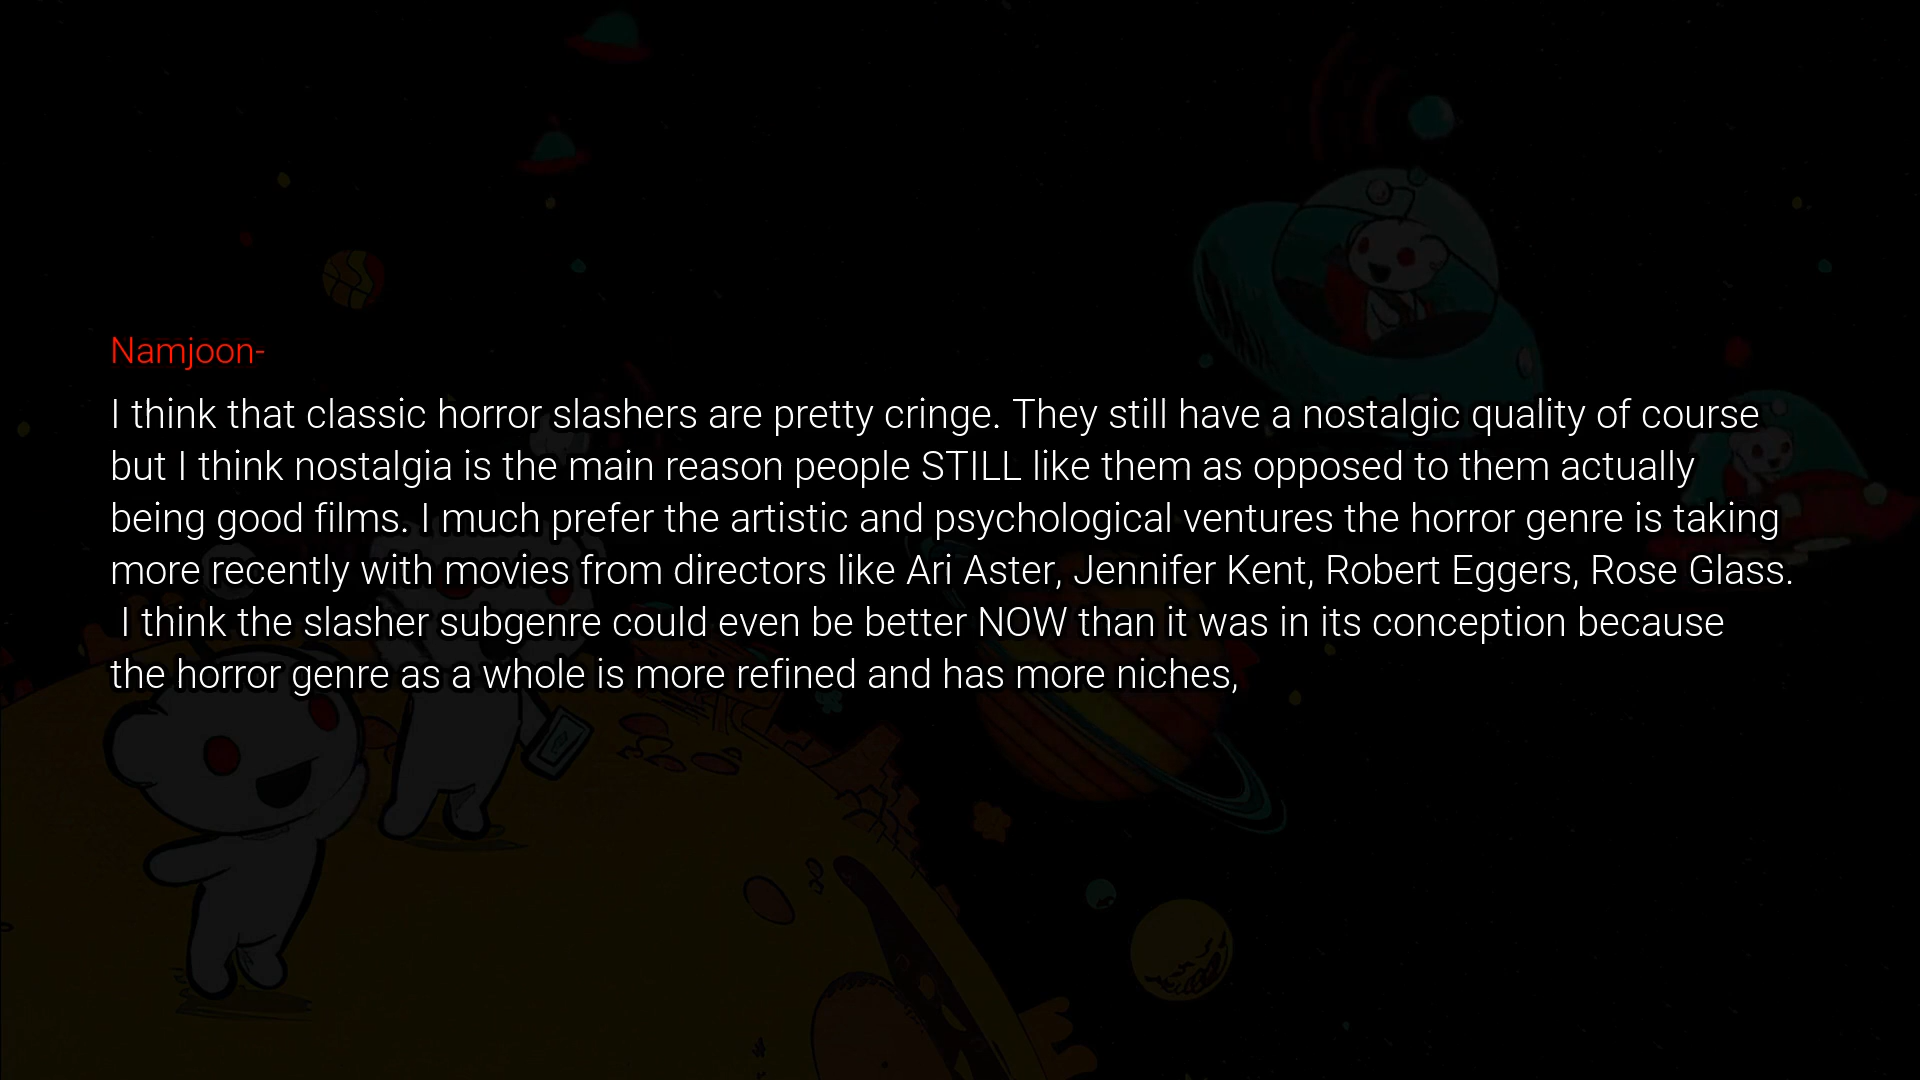 Namjoon-
I think that classic horror slashers are pretty cringe. They still have a nostalgic quality of course
but I think nostalgia is the main reason people STILL like them as opposed to them actually
being good films. I much prefer the artistic and psychological ventures the horror genre is taking
more recently with movies from directors like Ari Aster, Jennifer Kent, Robert Eggers, Rose Glass.
I think the slasher subgenre could even be better NOW than it was in its conception because
the horror genre as a whole is more refined and has more niches,